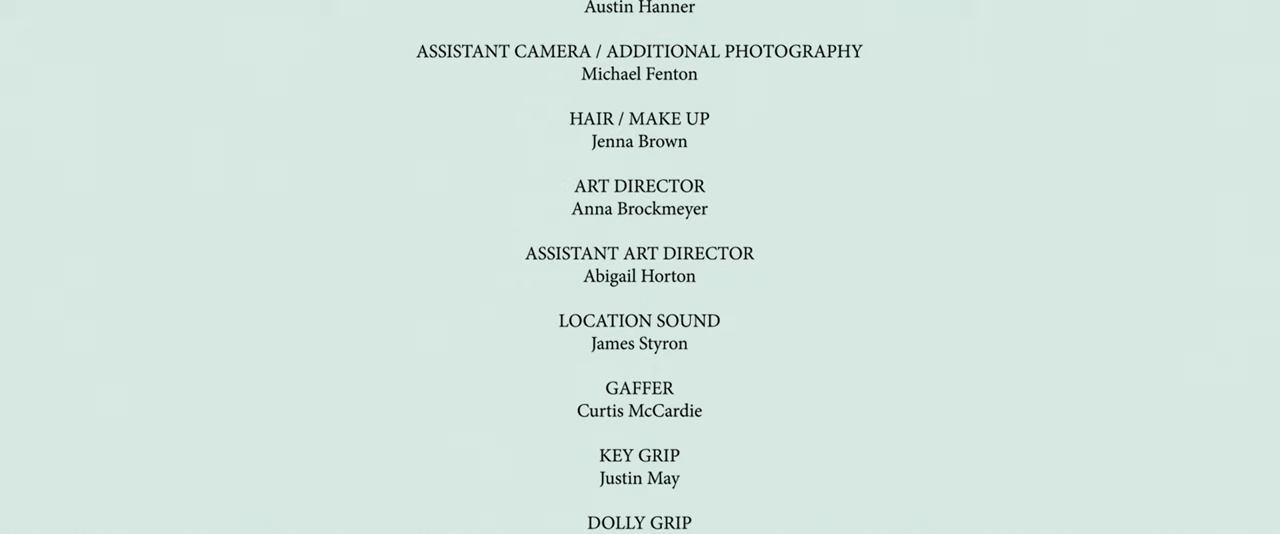 Austin Hanner
ASSISTANT CAMERA / ADDITIONAL PHOTOGRAPHY
Michael Fenton
HAIR / MAKE UP
Jenna Brown
ART DIRECTOR
Anna Brockmeyer
ASSISTANT ART DIRECTOR
Abigail Horton
LOCATION SOUND
James Styron
GAFFER
Curtis McCardie
KEY GRIP
Justin May
DOLLY GRIP